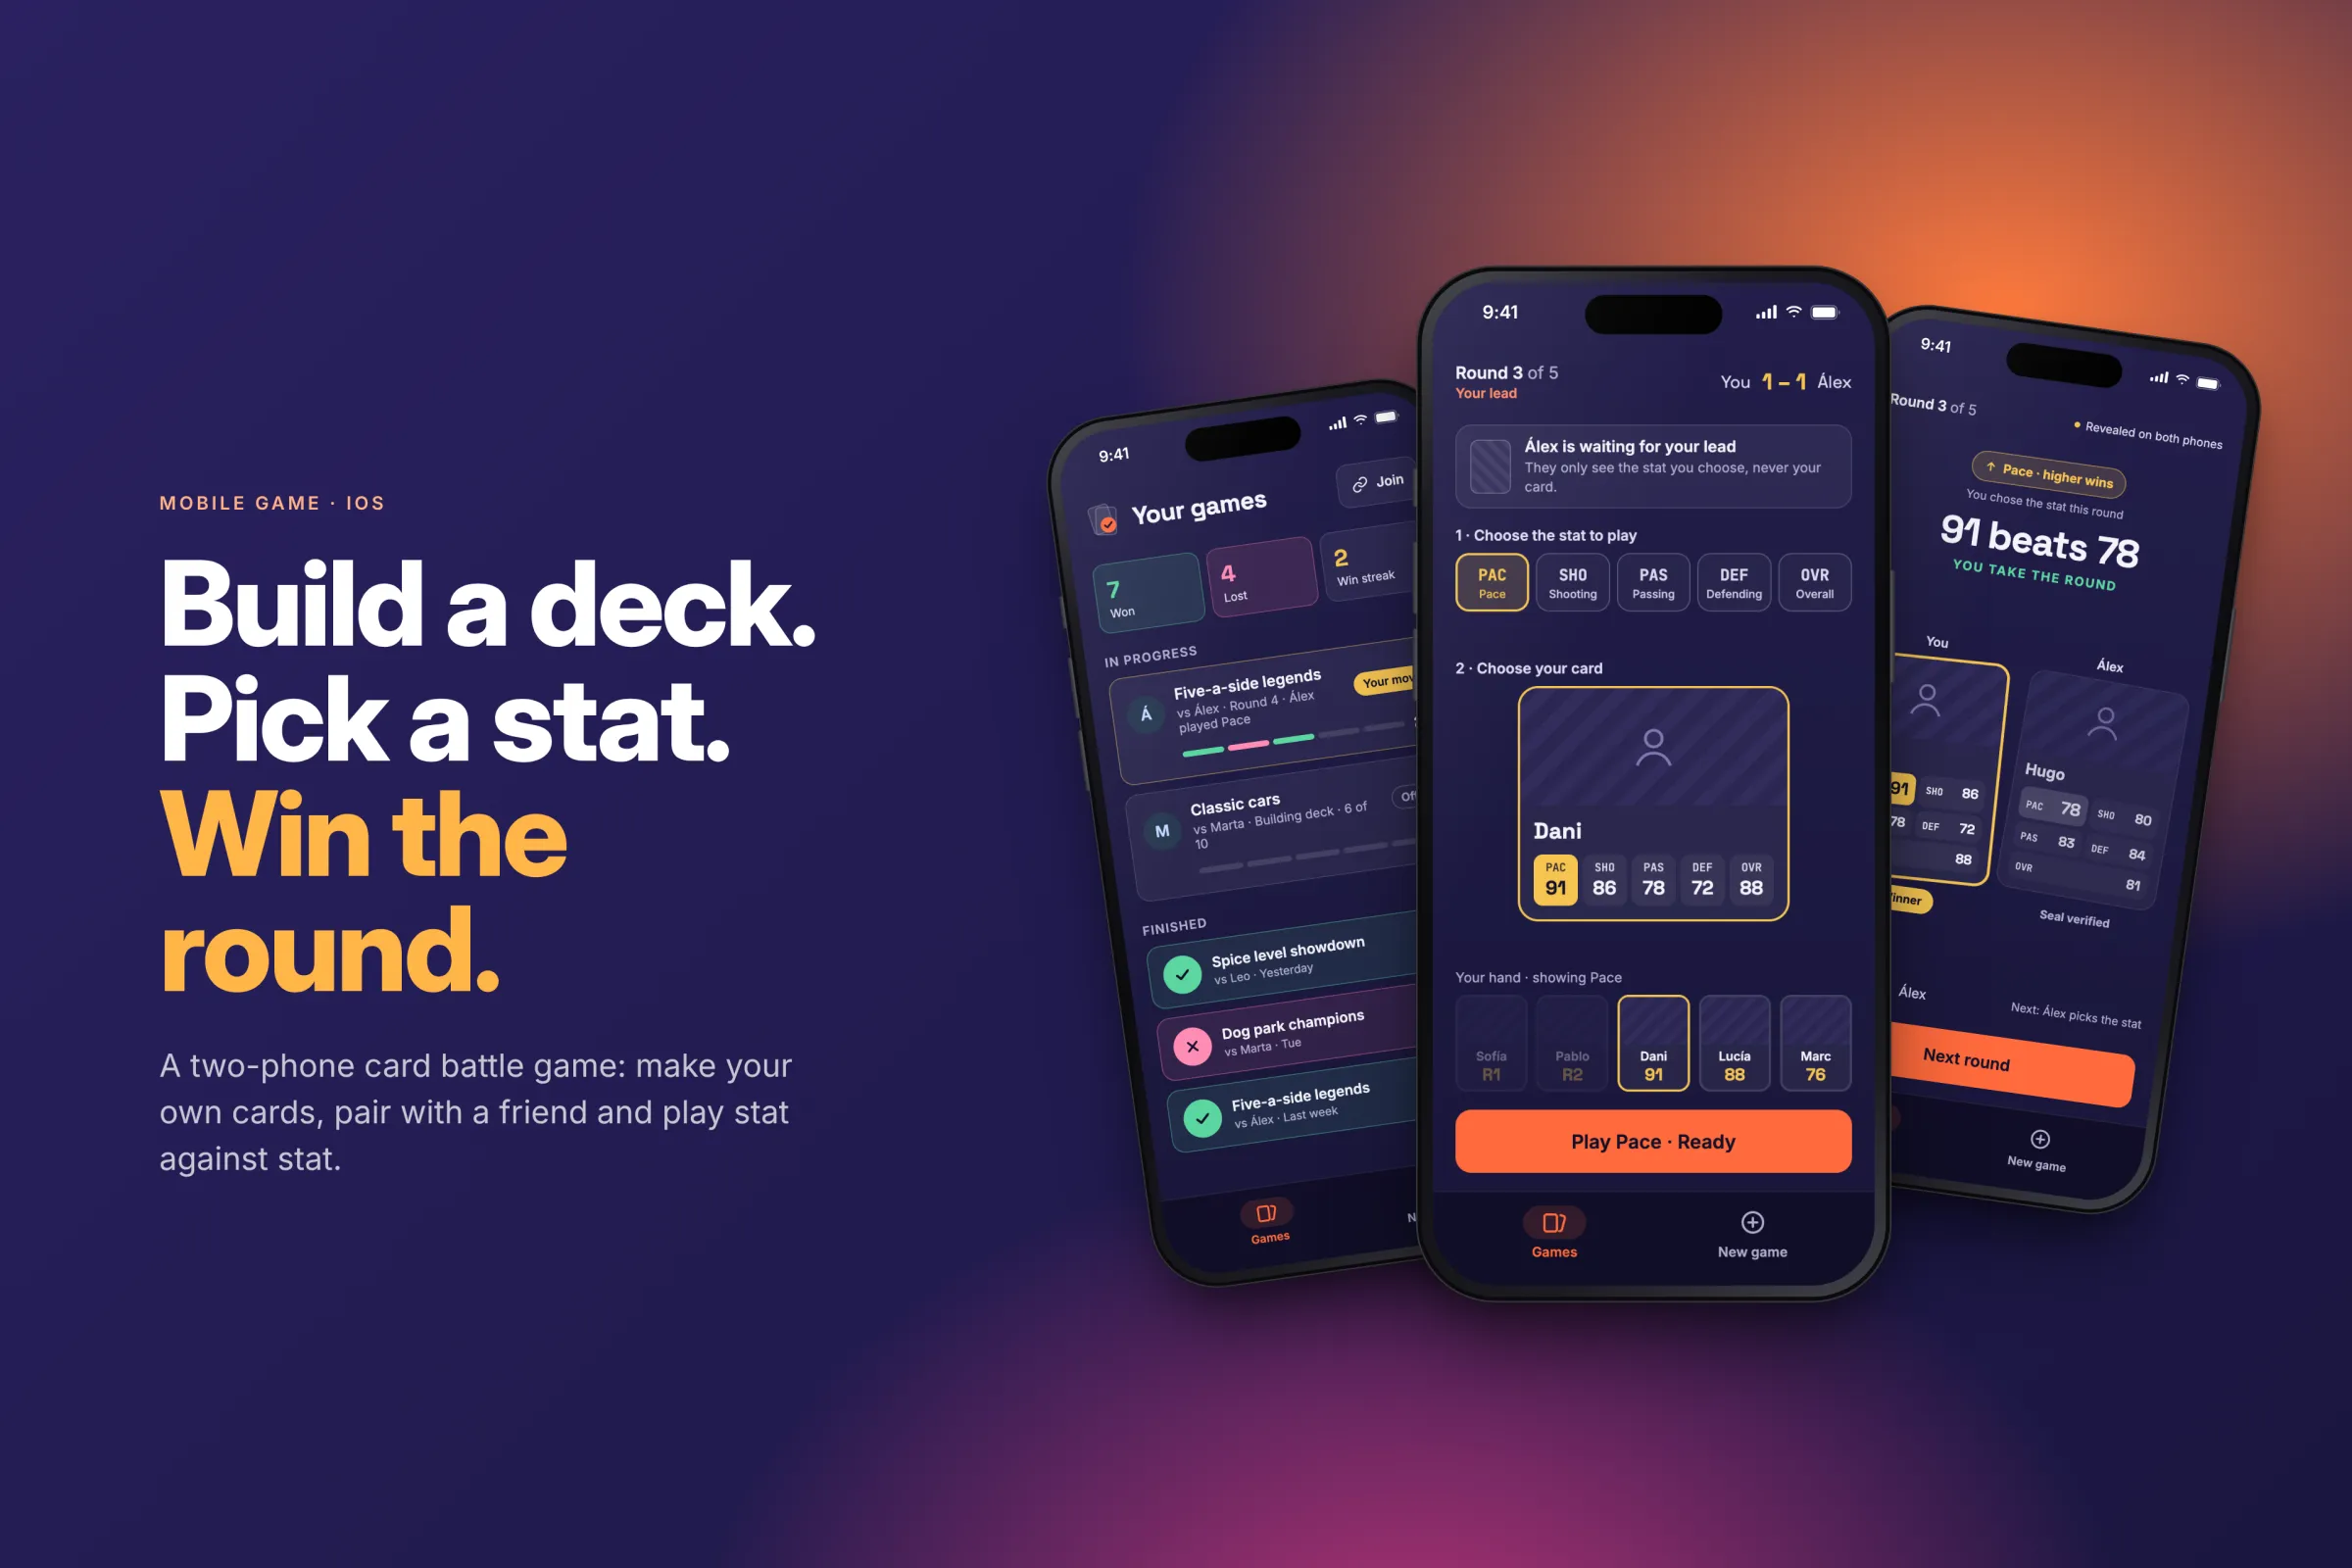 MOBILE GAME · IOS
Build a deck.
Pick a stat.
Win the
round.
A two-phone card battle game: make your
own cards, pair with a friend and play stat
against stat.
9:41
Your games
Join
7
Won
4
Lost
2
Win streak
IN PROGRESS
Á
Five-a-side legends
vs Álex · Round 4 · Álex
played Pace
Your
M
Classic cars
vs Marta · Building deck · 6 of
10
FINISHED
Spice level showdown
vs Leo · Yesterday
Dog park champions
vs Marta · Tue
Five-a-side legends
vs Álex · Last week
Games
9:41
Round 3 of 5
Your lead
You 1 – 1 Álex
Álex is waiting for your lead
They only see the stat you choose, never your
card.
1 · Choose the stat to play
PAC SHO PAS DEF OVR
Pace Shooting Passing Defending Overall
2 · Choose your card
Dani
PAC SHO PAS DEF OVR
91 86 78 72 88
Your hand · showing Pace
Sofía Pablo Dani Lucía Marc
R1 R2 91 88 76
Play Pace · Ready
Games New game
9:41
Round 3 of 5
Revealed on both phones
↑ Pace · higher wins
You chose the stat this round
91 beats 78
YOU TAKE THE ROUND
You
91 SHO 86
78 DEF 72
88
Álex
Hugo
PAC 78 SHO 80
PAS 83 DEF 84
OVR 81
Seal verified
Álex
Next: Álex picks the stat
Next round
New game